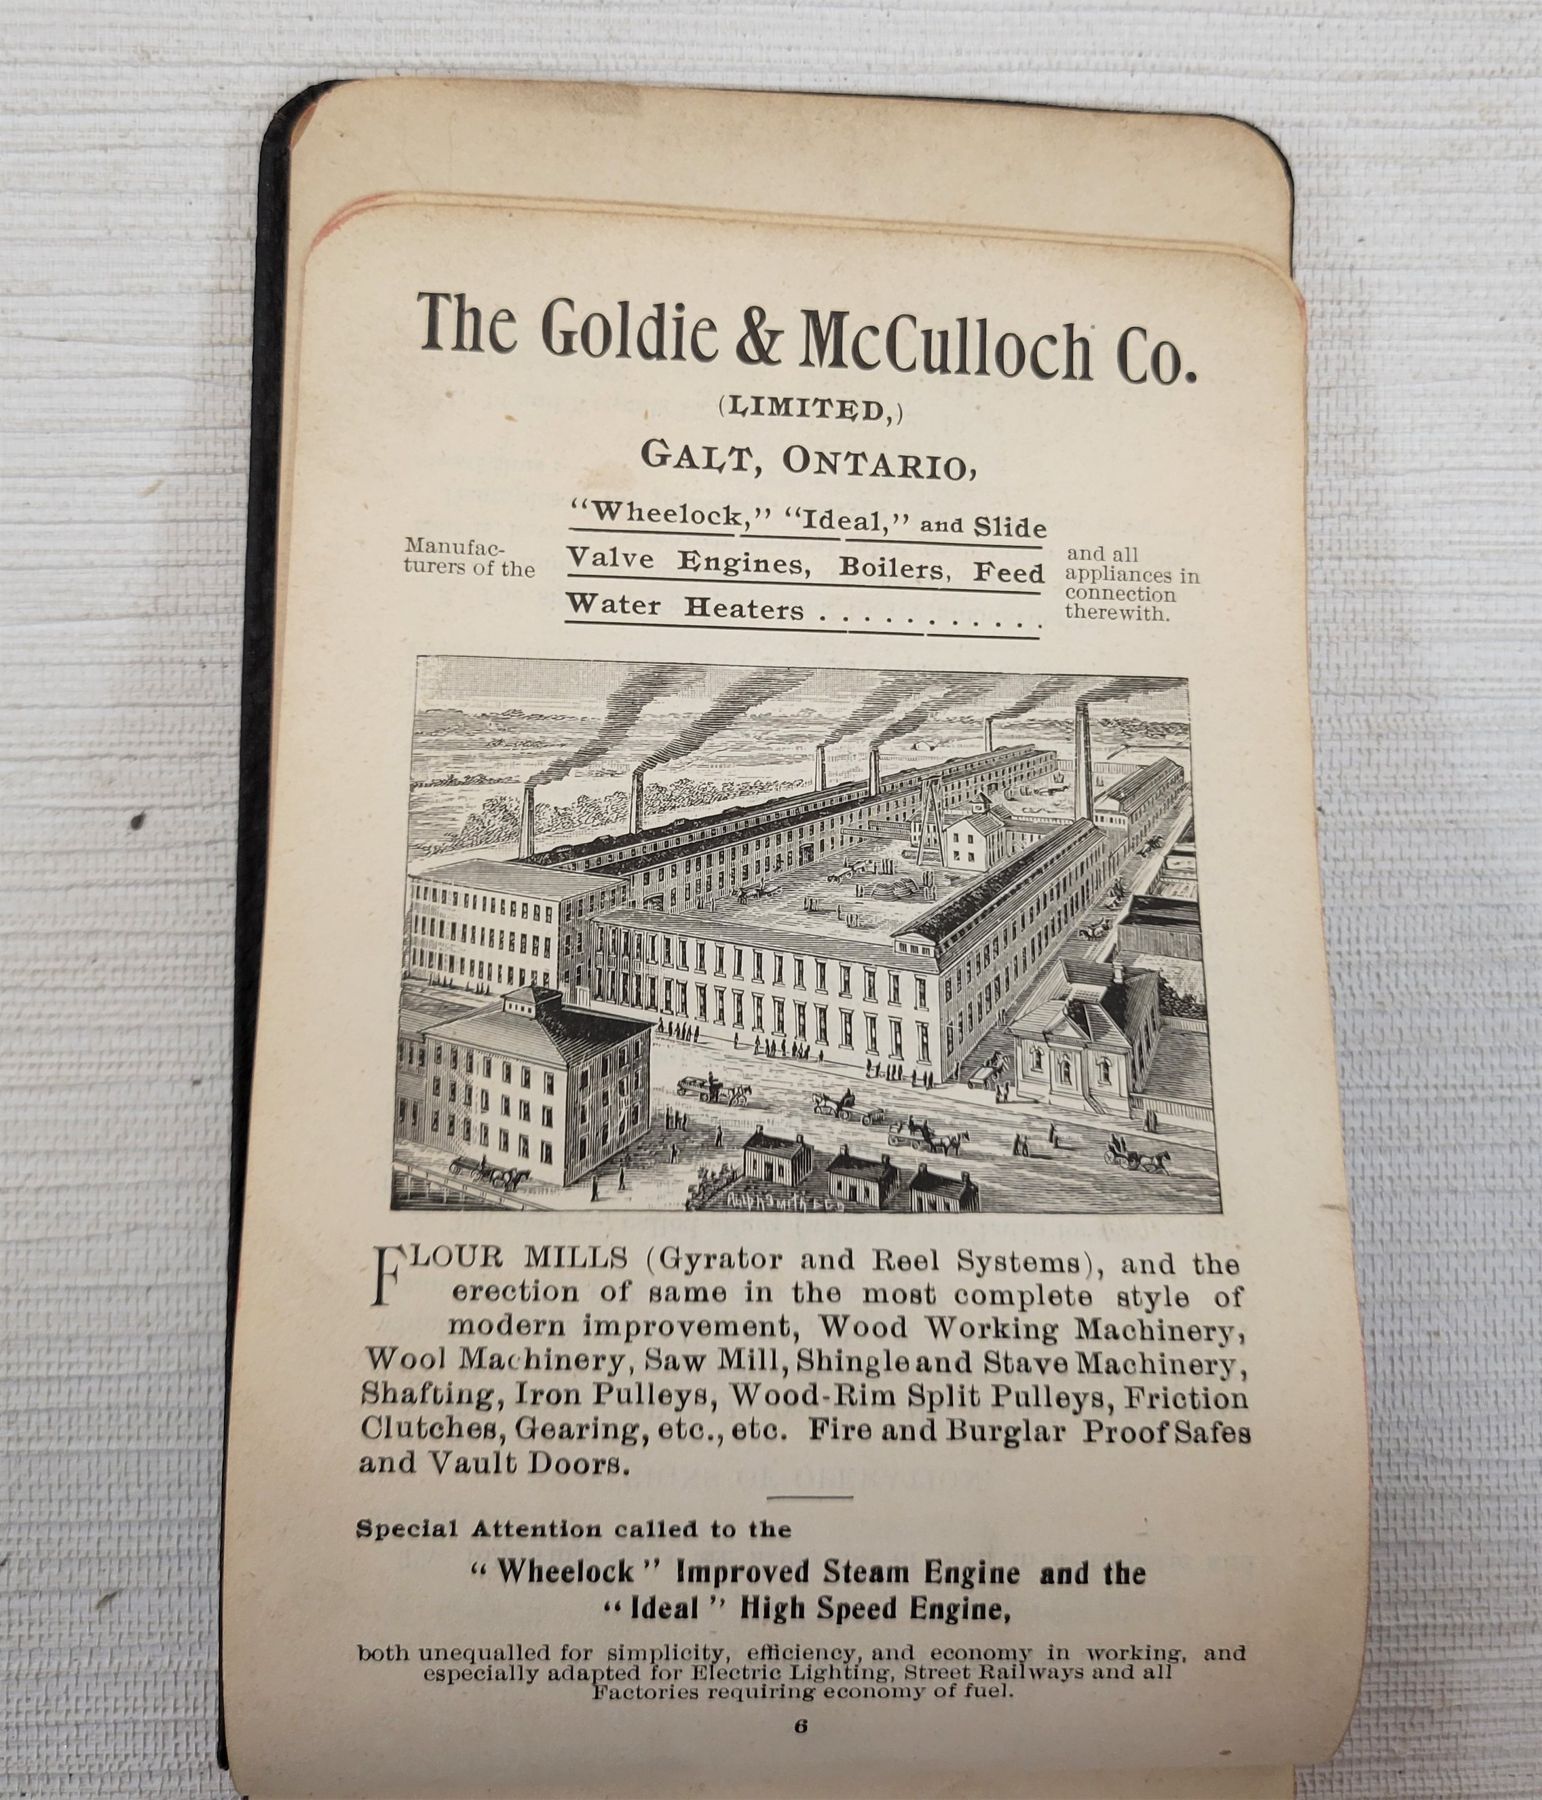 The Goldie & McCulloch Co.
(LIMITED,)
GALT, ONTARIO,
Manufac-
turers of the
"Wheelock," "Ideal," and Slide
Valve Engines, Boilers, Feed
Water Heaters . . . . . . . . . . .
and all
appliances in
connection
therewith.
Ralph Smith & Co
FLOUR MILLS (Gyrator and Reel Systems), and the
erection of same in the most complete style of
modern improvement, Wood Working Machinery,
Wool Machinery, Saw Mill, Shingle and Stave Machinery,
Shafting, Iron Pulleys, Wood-Rim Split Pulleys, Friction
Clutches, Gearing, etc., etc. Fire and Burglar Proof Safes
and Vault Doors.
Special Attention called to the
"Wheelock" Improved Steam Engine and the
"Ideal" High Speed Engine,
both unequalled for simplicity, efficiency, and economy in working, and
especially adapted for Electric Lighting, Street Railways and all
Factories requiring economy of fuel.
6